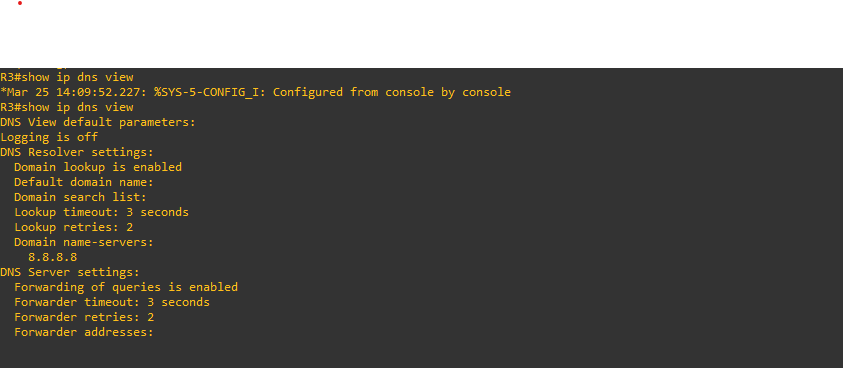 R3#show ip dns view
*Mar 25 14:09:52.227: %SYS-5-CONFIG_I: Configured from console by console
R3#show ip dns view
DNS View default parameters:
Logging is off
DNS Resolver settings:
  Domain lookup is enabled
  Default domain name:
  Domain search list:
  Lookup timeout: 3 seconds
  Lookup retries: 2
  Domain name-servers:
    8.8.8.8
DNS Server settings:
  Forwarding of queries is enabled
  Forwarder timeout: 3 seconds
  Forwarder retries: 2
  Forwarder addresses: